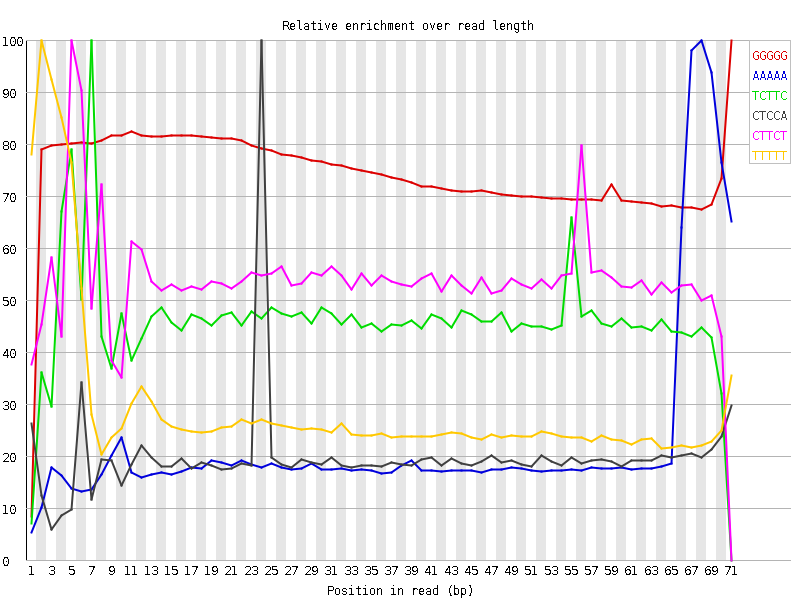 Relative enrichment over read length
100
90
80
70
60
50
40
30
20
10
0
GGGGG
AAAAA
TCTTC
CTCCA
CTTCT
TTTTT
1 3 5 7 9 11 13 15 17 19 21 23 25 27 29 31 33 35 37 39 41 43 45 47 49 51 53 55 57 59 61 63 65 67 69 71
Position in read (bp)